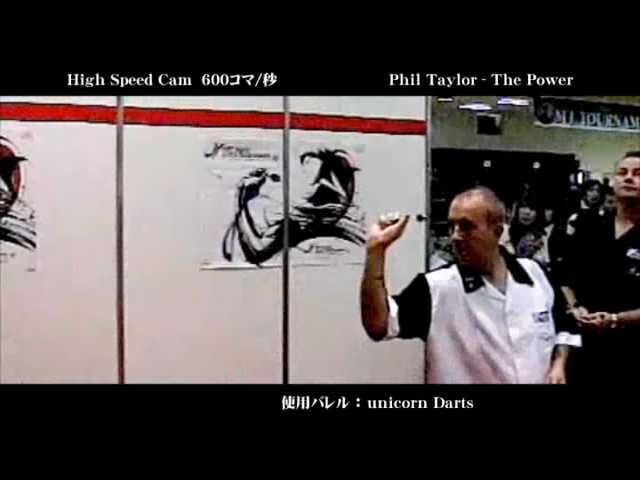 High Speed Cam 600コマ/秒
Phil Taylor - The Power
使用バレル：unicorn Darts